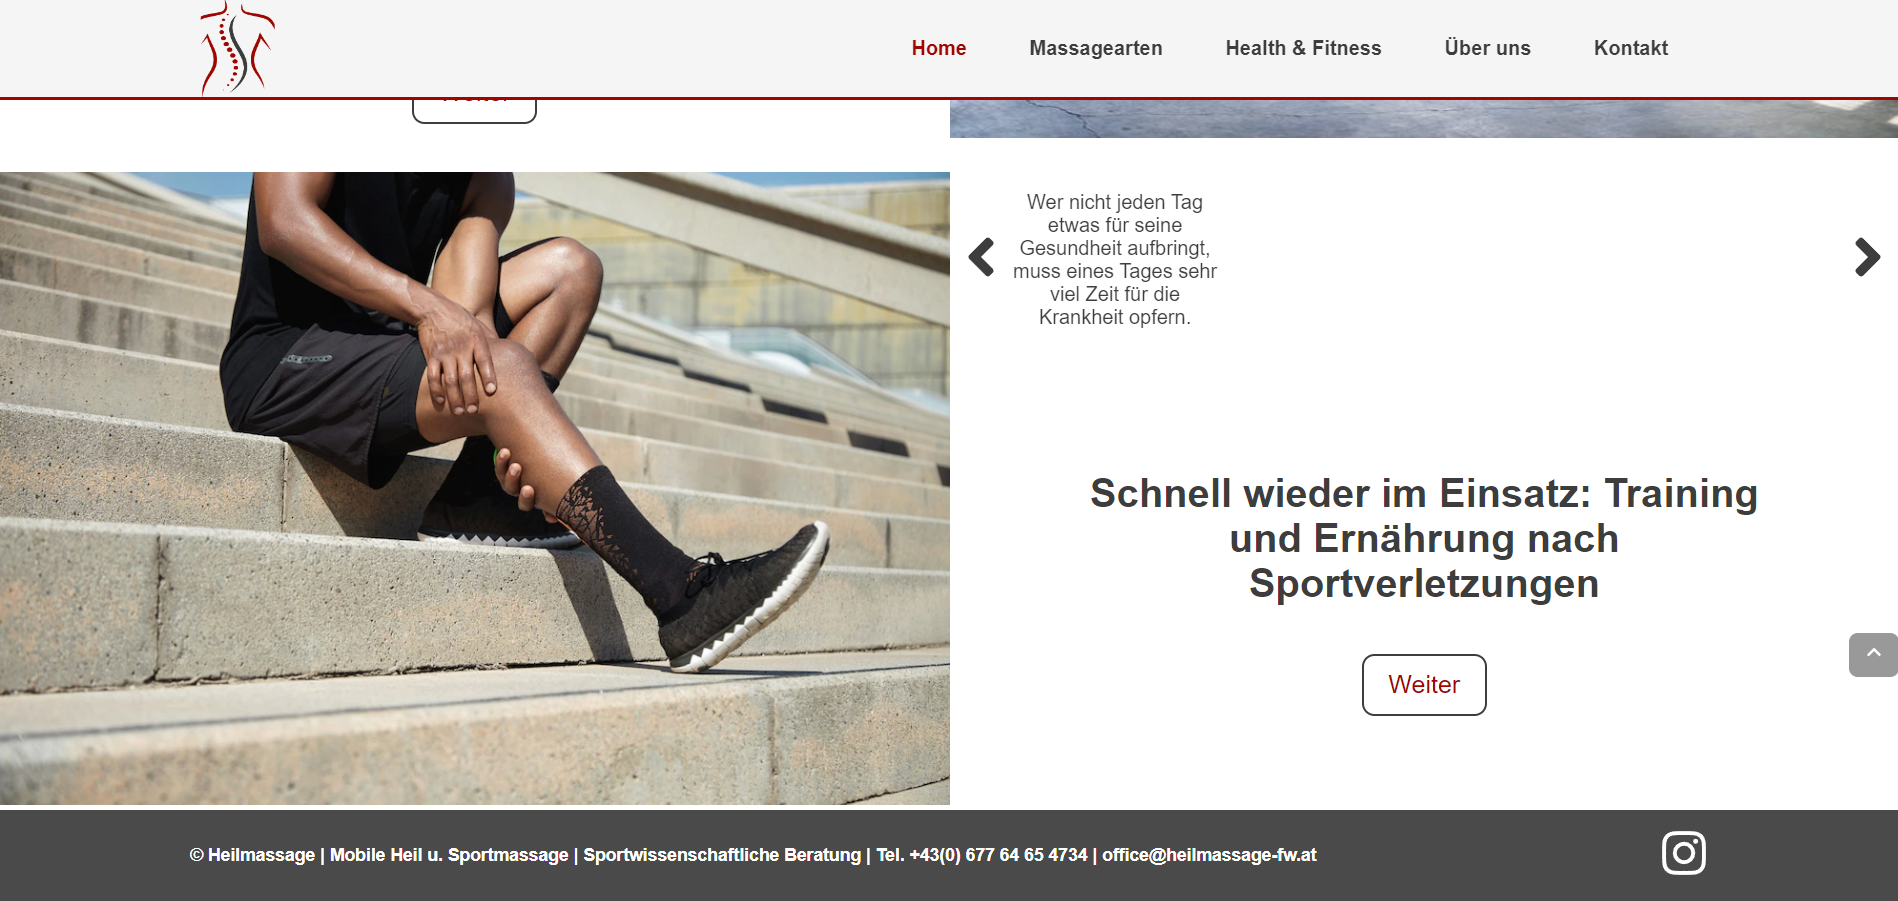 Home Massagearten Health & Fitness Über uns Kontakt
Weiter
Wer nicht jeden Tag
etwas für seine
Gesundheit aufbringt,
muss eines Tages sehr
viel Zeit für die
Krankheit opfern.
Schnell wieder im Einsatz: Training
und Ernährung nach
Sportverletzungen
Weiter
© Heilmassage | Mobile Heil u. Sportmassage | Sportwissenschaftliche Beratung | Tel. +43(0) 677 64 65 4734 | office@heilmassage-fw.at